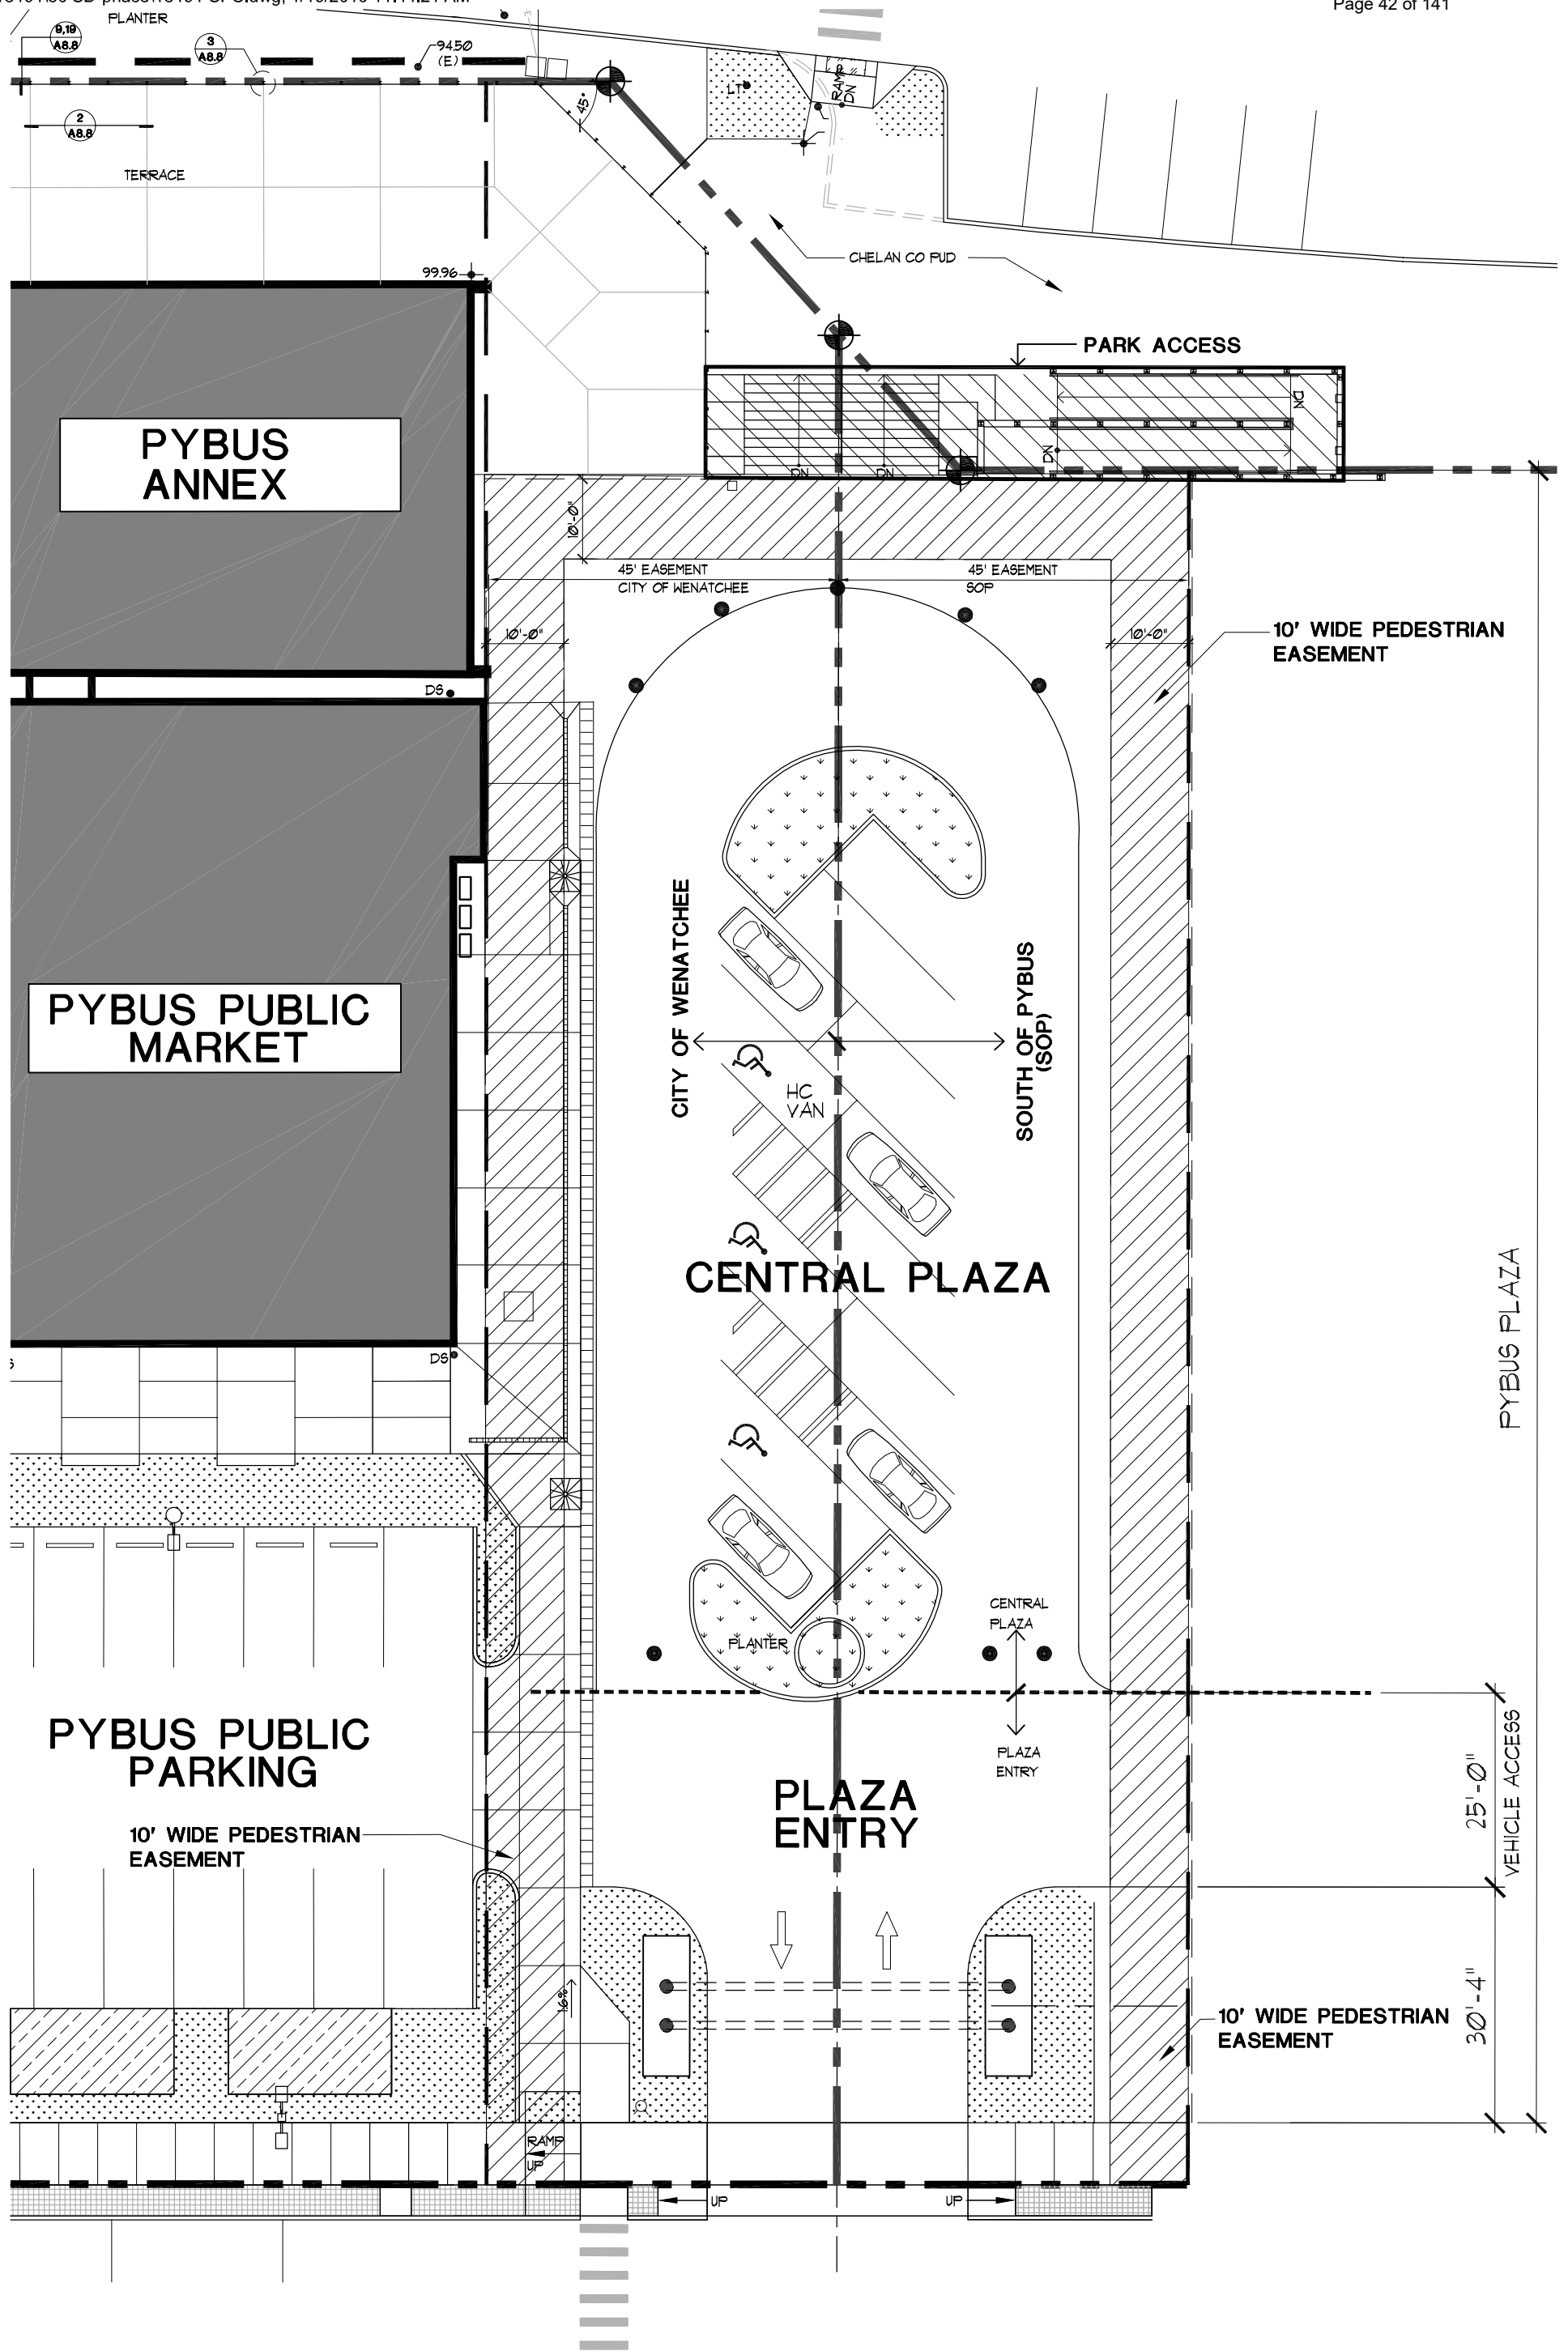 Page 42 of 141
PLANTER
9,19
A8.8
3
A8.8
94.50
(E)
2
A8.8
45°
LT
RAMP
DN
TERRACE
CHELAN CO PUD
99.96
PARK ACCESS
PYBUS
ANNEX
DN
DN
DN
DN
10'-0"
45' EASEMENT
CITY OF WENATCHEE
45' EASEMENT
SOP
10'-0"
10'-0"
10' WIDE PEDESTRIAN
EASEMENT
DS
CITY OF WENATCHEE
SOUTH OF PYBUS
(SOP)
PYBUS PUBLIC
MARKET
HC
VAN
CENTRAL PLAZA
PYBUS PLAZA
DS
CENTRAL
PLAZA
PLANTER
PLAZA
ENTRY
PYBUS PUBLIC
PARKING
PLAZA
ENTRY
25'-0"
VEHICLE ACCESS
10' WIDE PEDESTRIAN
EASEMENT
1.6%
30'-4"
10' WIDE PEDESTRIAN
EASEMENT
RAMP
UP
UP
UP